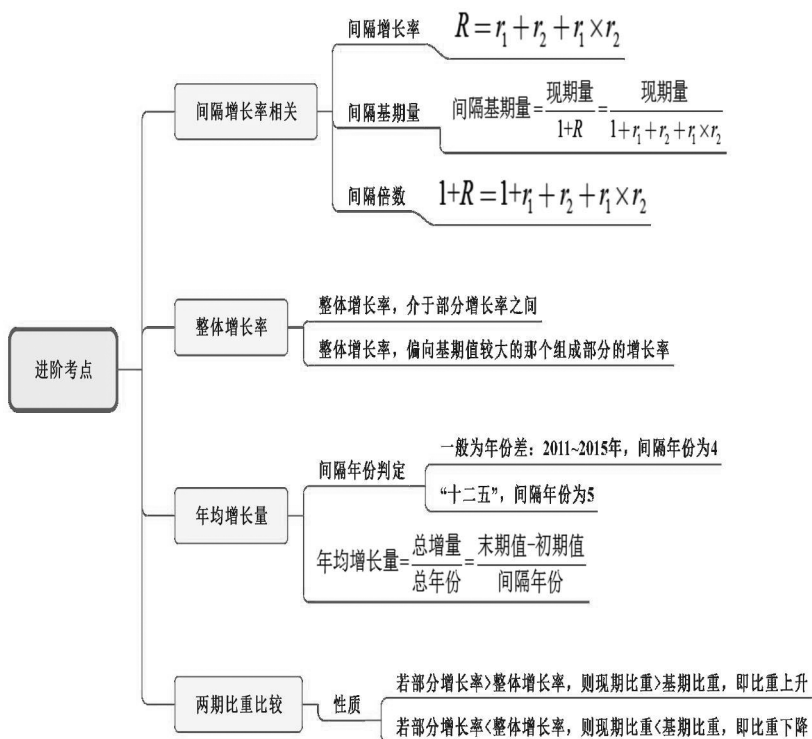 进阶考点
间隔增长率相关
间隔增长率
R=r₁+r₂+r₁×r₂
间隔基期量
间隔基期量=现期量/1+R=现期量/1+r₁+r₂+r₁×r₂
间隔倍数
1+R=1+r₁+r₂+r₁×r₂
整体增长率
整体增长率，介于部分增长率之间
整体增长率，偏向基期值较大的那个组成部分的增长率
年均增长量
间隔年份判定
一般为年份差：2011~2015年，间隔年份为4
“十二五”，间隔年份为5
年均增长量=总增量/总年份=末期值-初期值/间隔年份
两期比重比较
性质
若部分增长率>整体增长率，则现期比重>基期比重，即比重上升
若部分增长率<整体增长率，则现期比重<基期比重，即比重下降